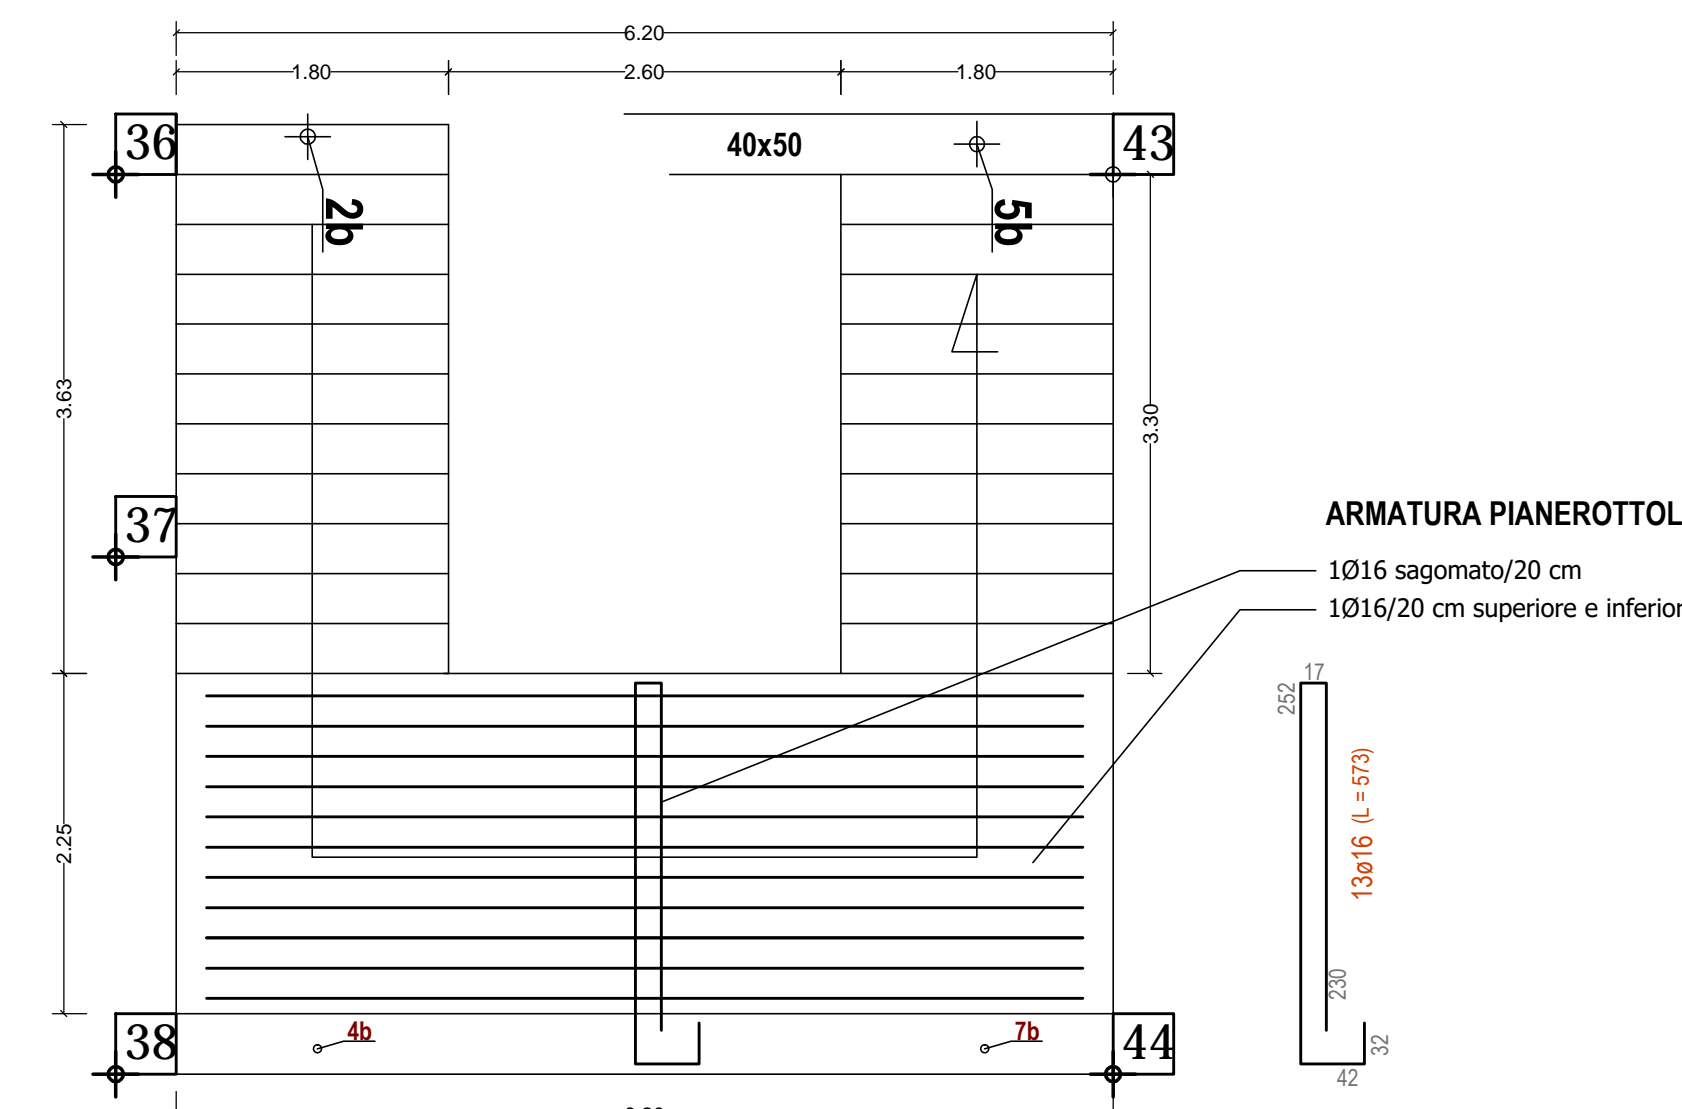 6.20
1.80 2.60 1.80
36 40x50 43
2b 5b
3.63
3.30
37
ARMATURA PIANEROTTOL
1Ø16 sagomato/20 cm
1Ø16/20 cm superiore e inferior
17
252
13ø16 (L = 573)
2.25
230
38 4b 7b 44
32
42